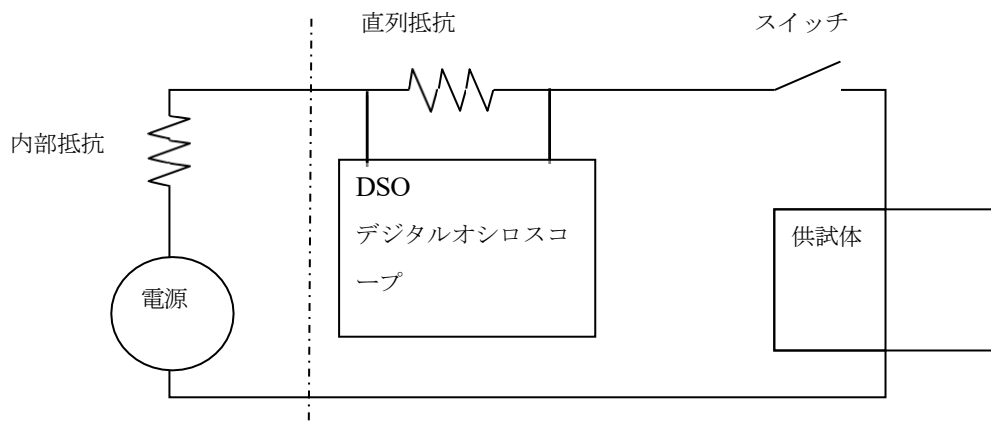 直列抵抗
スイッチ
内部抵抗
DSO
デジタルオシロスコ
ープ
供試体
電源